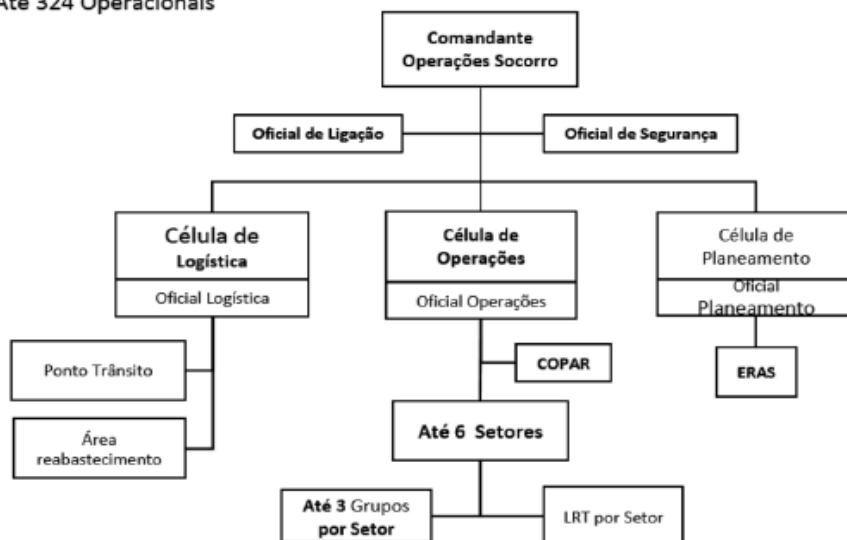 Até 324 Operacionais
Comandante
Operações Socorro
Oficial de Ligação
Oficial de Segurança
Célula de
Logística
Oficial Logística
Célula de
Operações
Oficial Operações
Célula de
Planeamento
Oficial
Planeamento
Ponto Trânsito
Área
reabastecimento
COPAR
ERAS
Até 6 Setores
Até 3 Grupos
por Setor
LRT por Setor